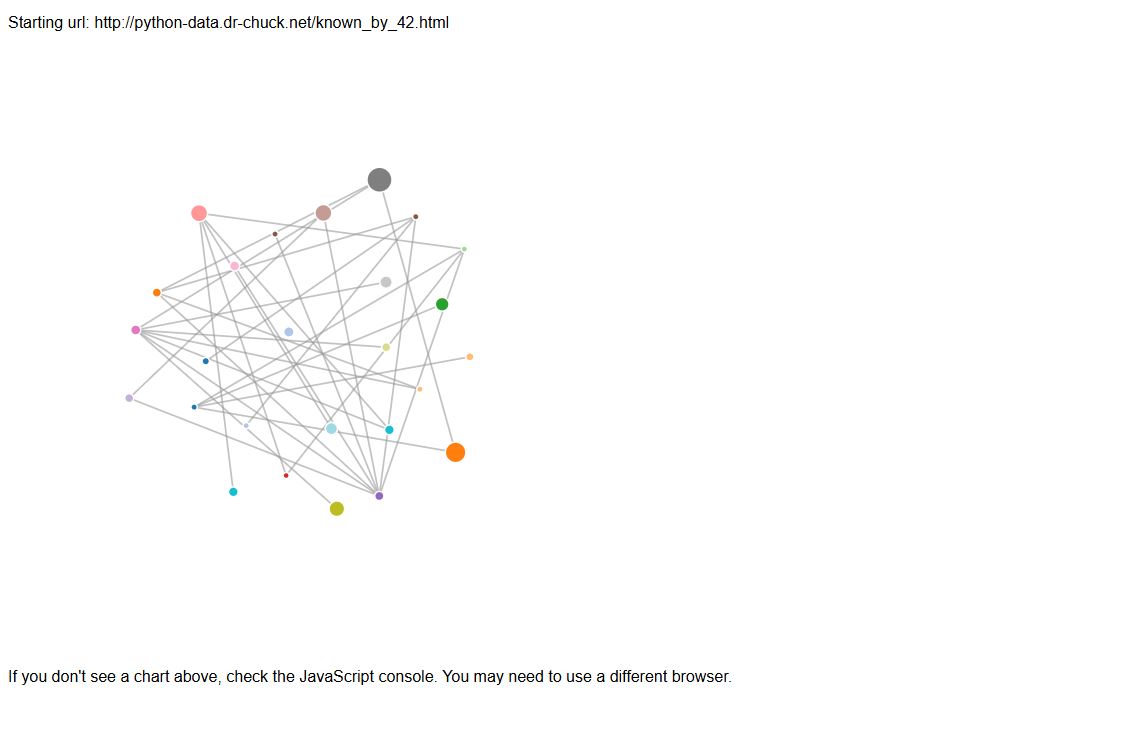 Starting url: http://python-data.dr-chuck.net/known_by_42.html
If you don't see a chart above, check the JavaScript console. You may need to use a different browser.